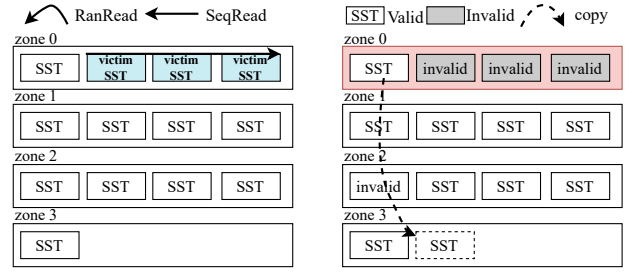 RanRead SeqRead
SST Valid Invalid copy
zone 0
SST victim SST victim SST victim SST
zone 1
SST SST SST SST
zone 2
SST SST SST SST
zone 3
SST
zone 0
SST invalid invalid invalid
zone 1
SST SST SST SST
zone 2
invalid SST SST SST
zone 3
SST SST